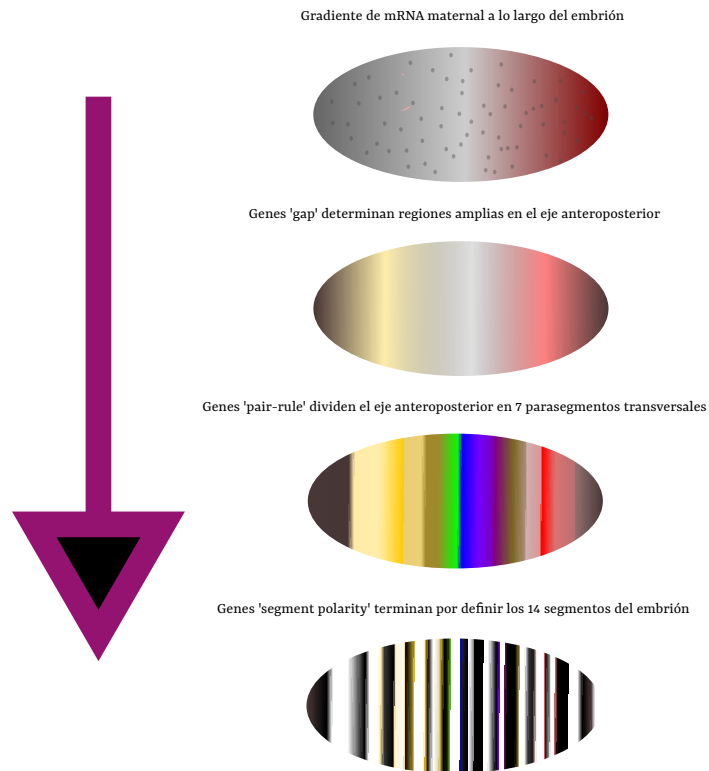 Gradiente de mRNA maternal a lo largo del embrión
Genes 'gap' determinan regiones amplias en el eje anteroposterior
Genes 'pair-rule' dividen el eje anteroposterior en 7 parasegmentos transversales
Genes 'segment polarity' terminan por definir los 14 segmentos del embrión